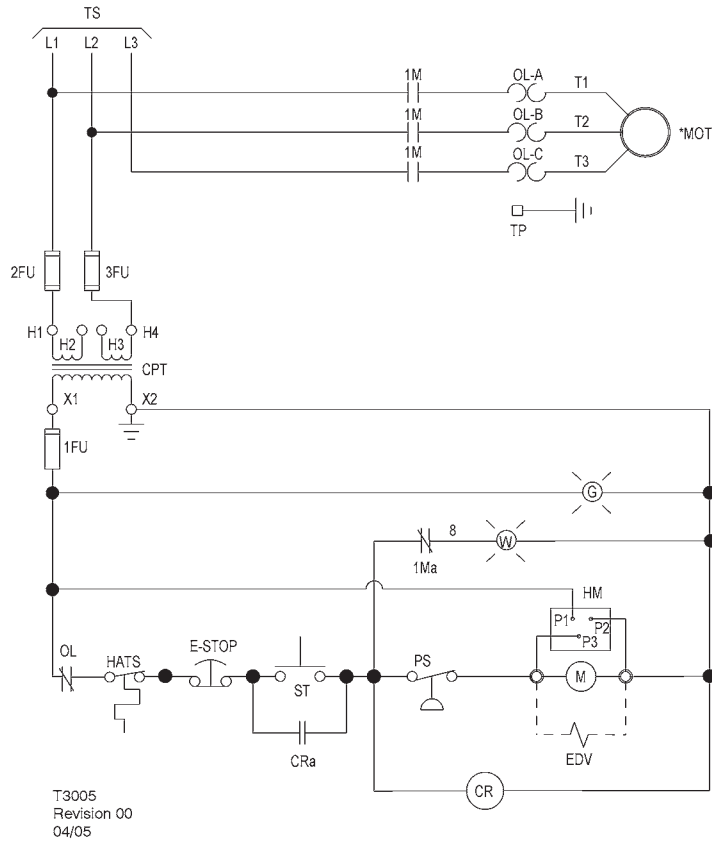 TS
L1 L2 L3
1M OL-A T1
1M OL-B T2 *MOT
1M OL-C T3
TP
2FU 3FU
H1 H2 H3 H4
CPT
X1 X2
1FU
G
8 W
1Ma
HM
P1 P2
P3
OL HATS E-STOP ST PS M
CRa EDV
CR
T3005
Revision 00
04/05